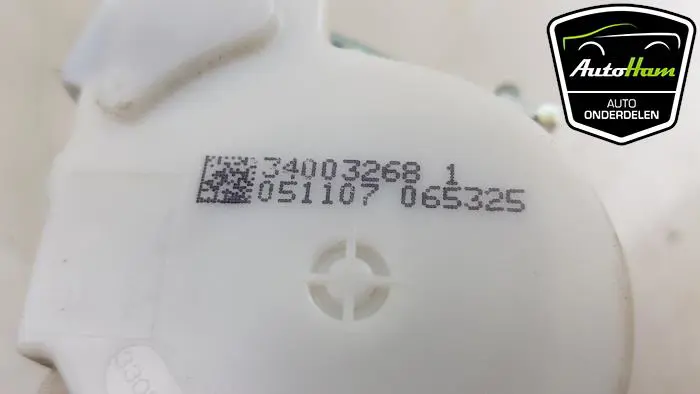 AutoHam
AUTO
ONDERDELEN
34003268 1
051107 065325